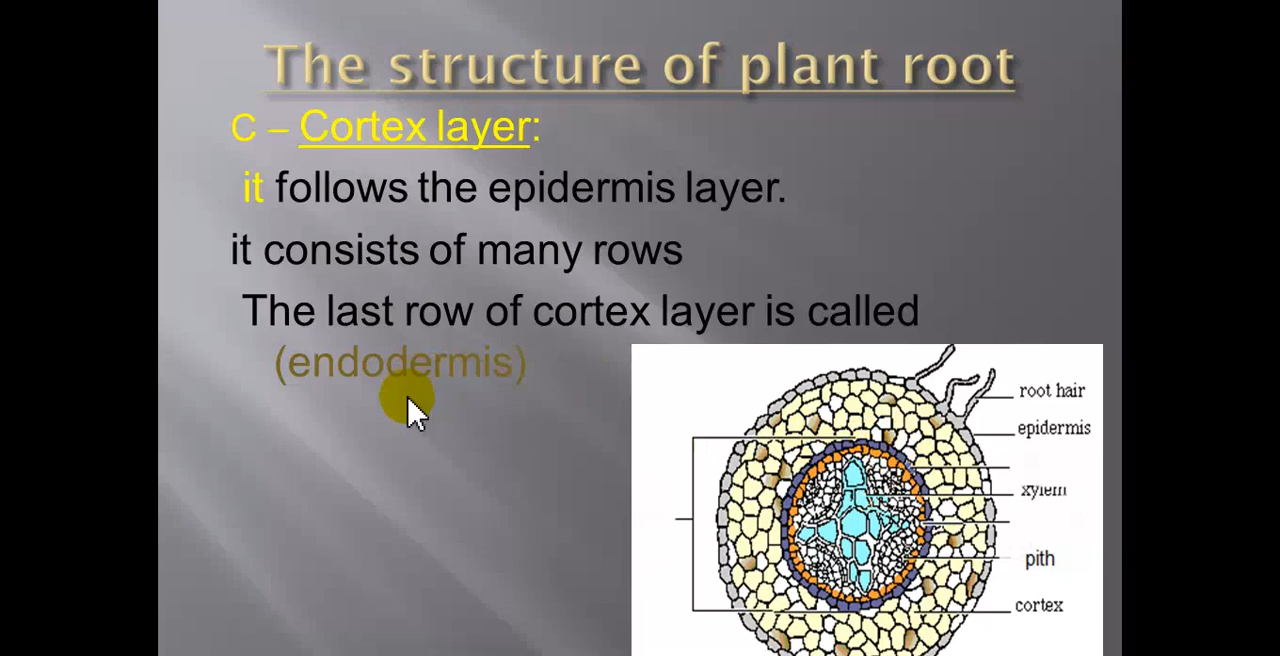 The structure of plant root
C – Cortex layer:
it follows the epidermis layer.
it consists of many rows
The last row of cortex layer is called
(endodermis)
root hair
epidermis
xylem
pith
cortex